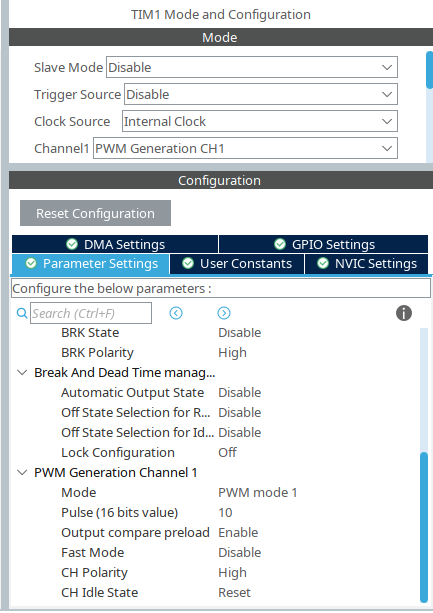 TIM1 Mode and Configuration
Mode
Slave Mode Disable
Trigger Source Disable
Clock Source Internal Clock
Channel1 PWM Generation CH1
Configuration
Reset Configuration
DMA Settings GPIO Settings
Parameter Settings User Constants NVIC Settings
Configure the below parameters :
Search (Ctrl+F)
BRK State Disable
BRK Polarity High
Break And Dead Time manag...
Automatic Output State Disable
Off State Selection for R... Disable
Off State Selection for Id... Disable
Lock Configuration Off
PWM Generation Channel 1
Mode PWM mode 1
Pulse (16 bits value) 10
Output compare preload Enable
Fast Mode Disable
CH Polarity High
CH Idle State Reset